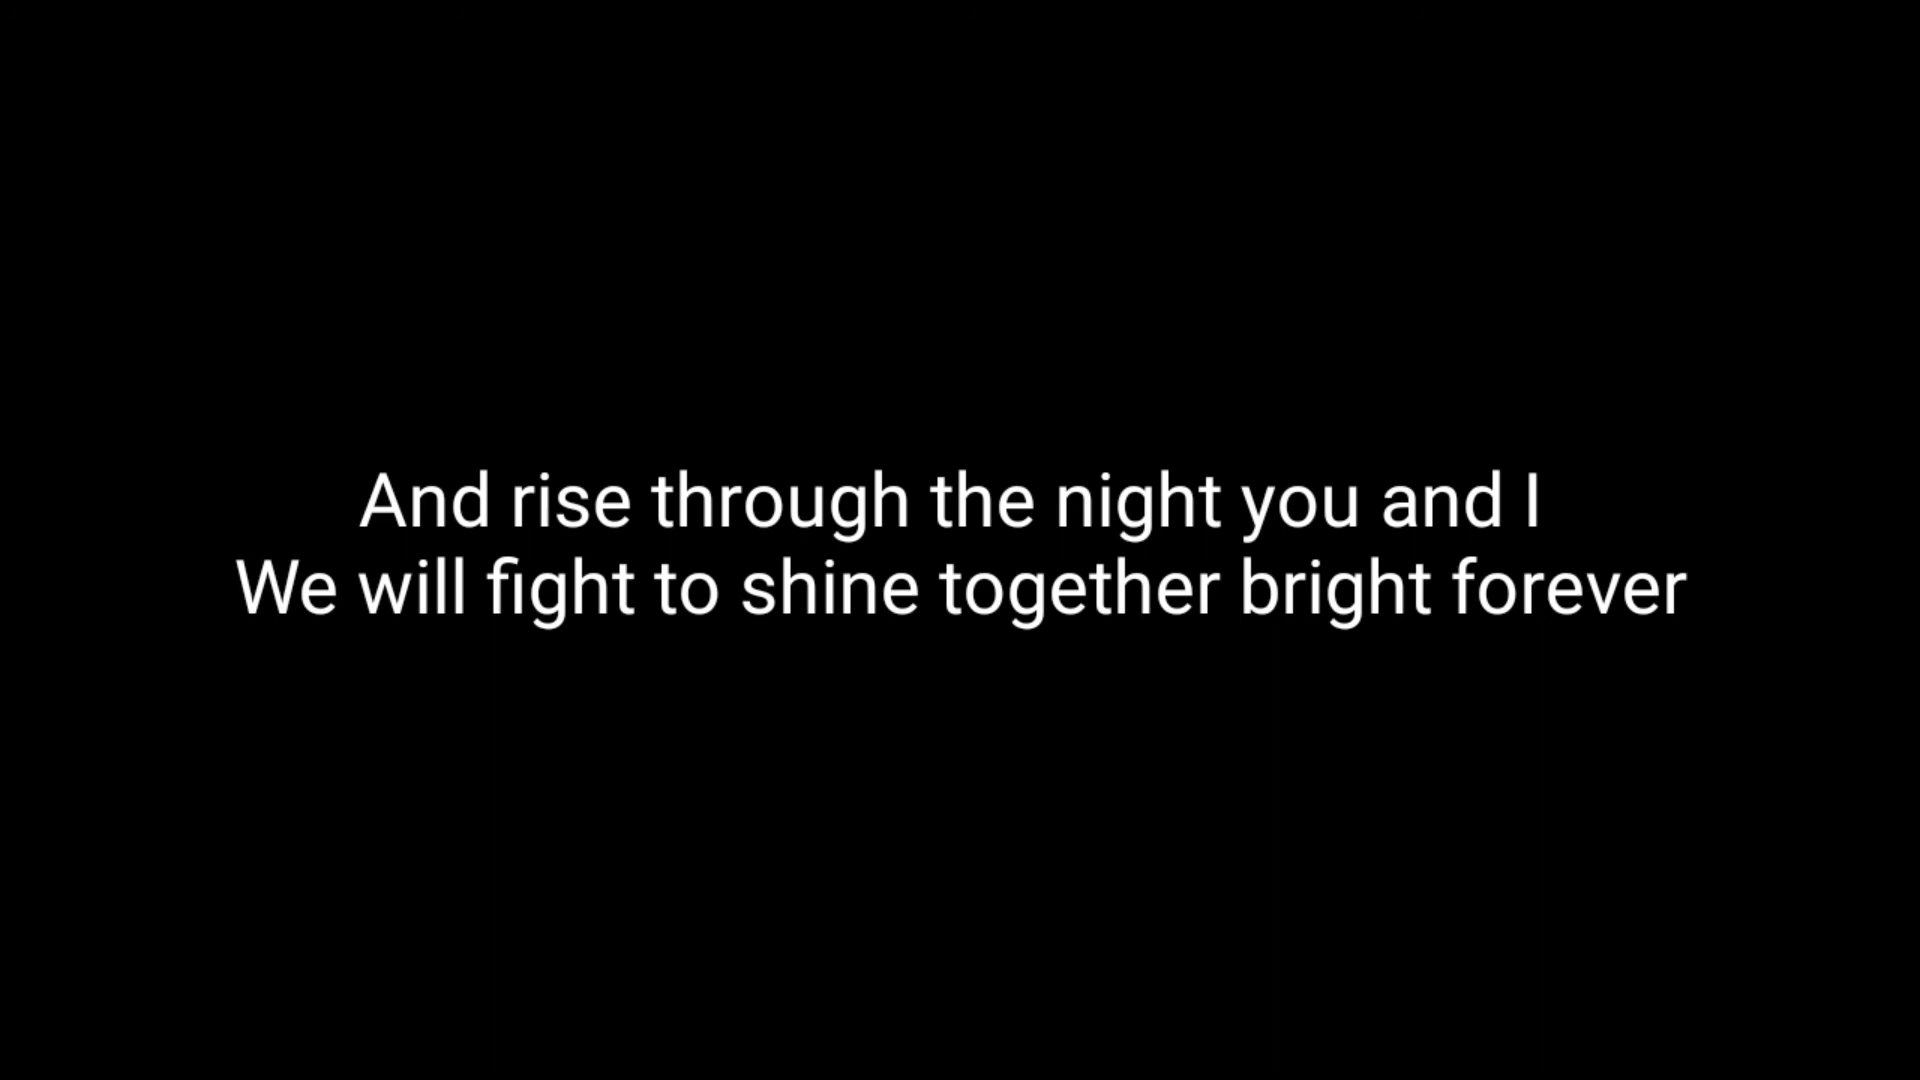 And rise through the night you and I
We will fight to shine together bright forever